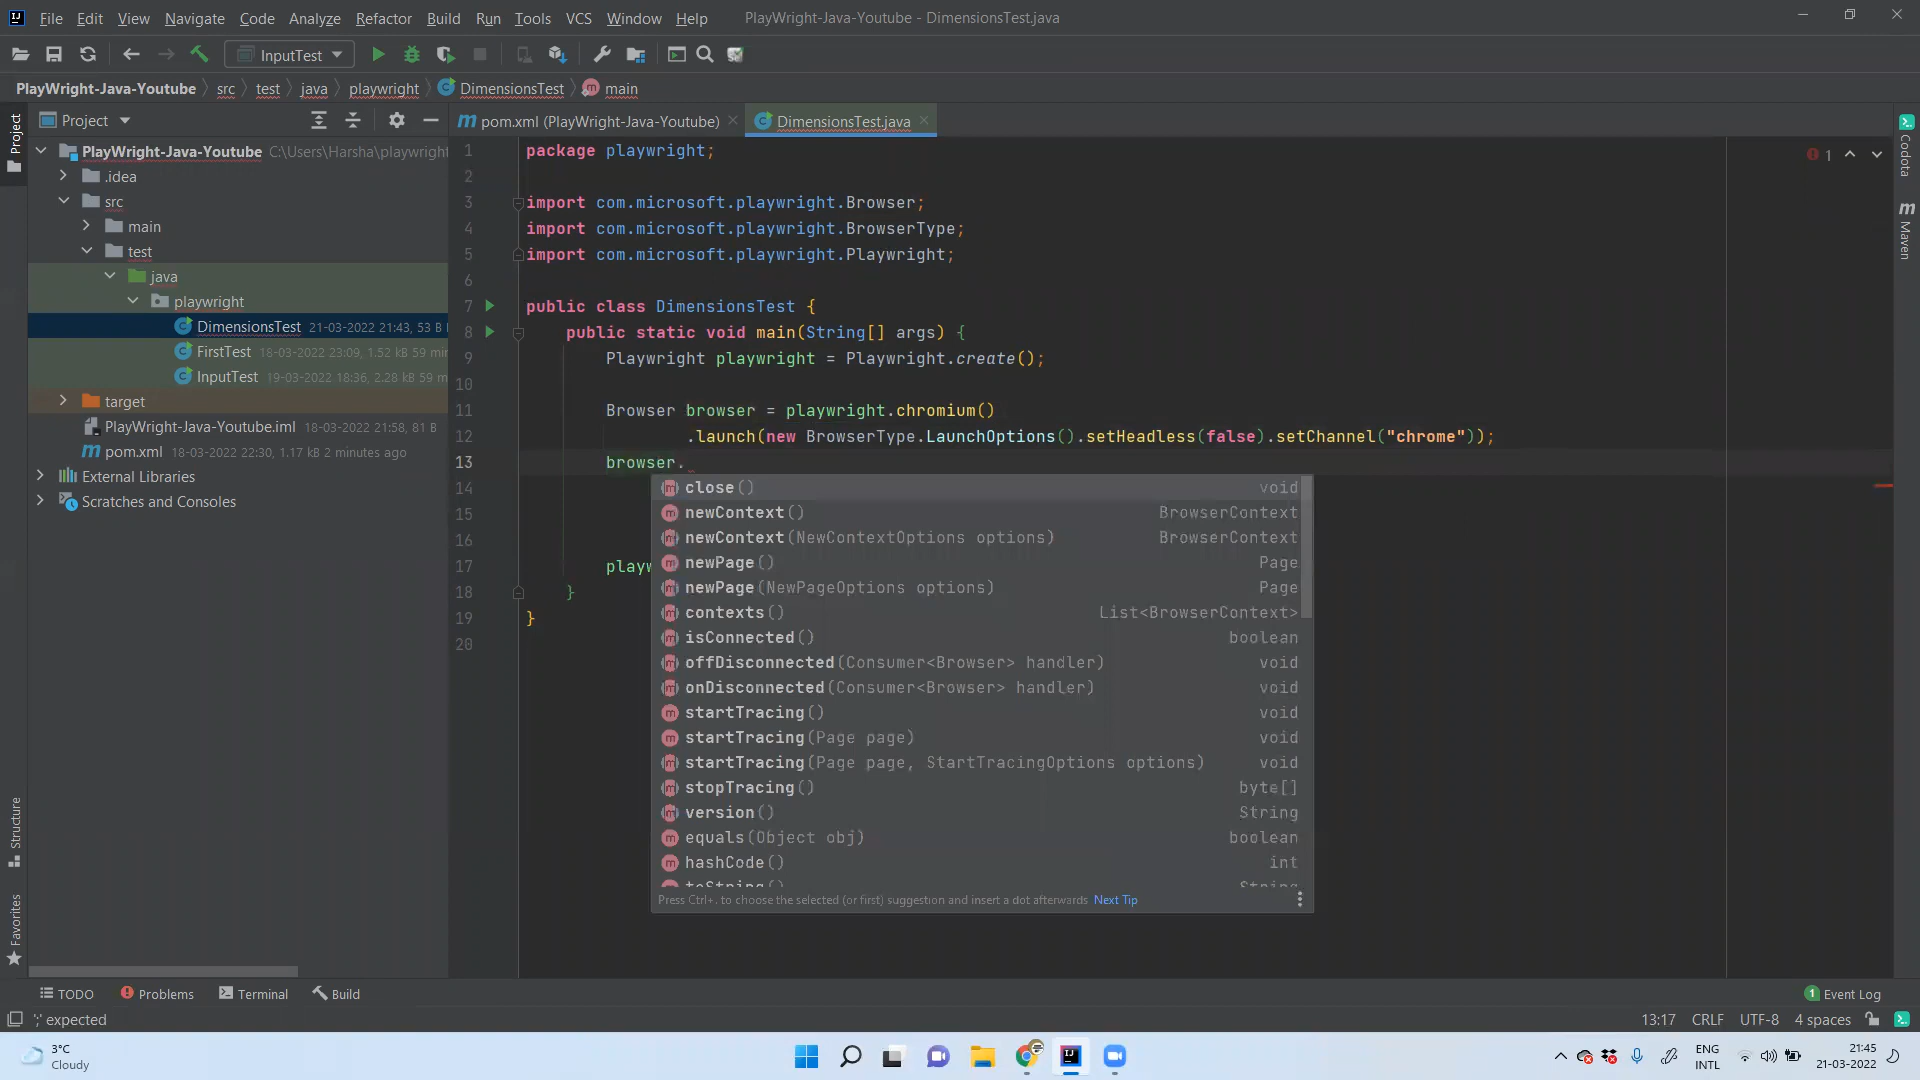 File Edit View Navigate Code Analyze Refactor Build Run Tools VCS Window Help PlayWright-Java-Youtube - DimensionsTest.java
InputTest
PlayWright-Java-Youtube src test java playwright DimensionsTest main
Project
pom.xml (PlayWright-Java-Youtube) DimensionsTest.java
Project
PlayWright-Java-Youtube C:\Users\Harsha\playwright
.idea
src
main
test
java
playwright
DimensionsTest 21-03-2022 21:43, 53 B
FirstTest 18-03-2022 23:09, 1.52 kB 59 min
InputTest 19-03-2022 18:36, 2.28 kB 59 m
target
PlayWright-Java-Youtube.iml 18-03-2022 21:58, 81 B
pom.xml 18-03-2022 22:30, 1.17 kB 2 minutes ago
External Libraries
Scratches and Consoles
Structure
Favorites
1 package playwright;
2
3 import com.microsoft.playwright.Browser;
4 import com.microsoft.playwright.BrowserType;
5 import com.microsoft.playwright.Playwright;
6
7 public class DimensionsTest {
8 public static void main(String[] args) {
9 Playwright playwright = Playwright.create();
10
11 Browser browser = playwright.chromium()
12 .launch(new BrowserType.LaunchOptions().setHeadless(false).setChannel("chrome"));
13 browser.
14
15
16
17 playw
18 }
19 }
20
close() void
newContext() BrowserContext
newContext(NewContextOptions options) BrowserContext
newPage() Page
newPage(NewPageOptions options) Page
contexts() List<BrowserContext>
isConnected() boolean
offDisconnected(Consumer<Browser> handler) void
onDisconnected(Consumer<Browser> handler) void
startTracing() void
startTracing(Page page) void
startTracing(Page page, StartTracingOptions options) void
stopTracing() byte[]
version() String
equals(Object obj) boolean
hashCode() int
toString() String
Press Ctrl+. to choose the selected (or first) suggestion and insert a dot afterwards Next Tip
1
Codota
Maven
TODO Problems Terminal Build 1 Event Log
';' expected 13:17 CRLF UTF-8 4 spaces
3°C
Cloudy
ENG
INTL
21:45
21-03-2022